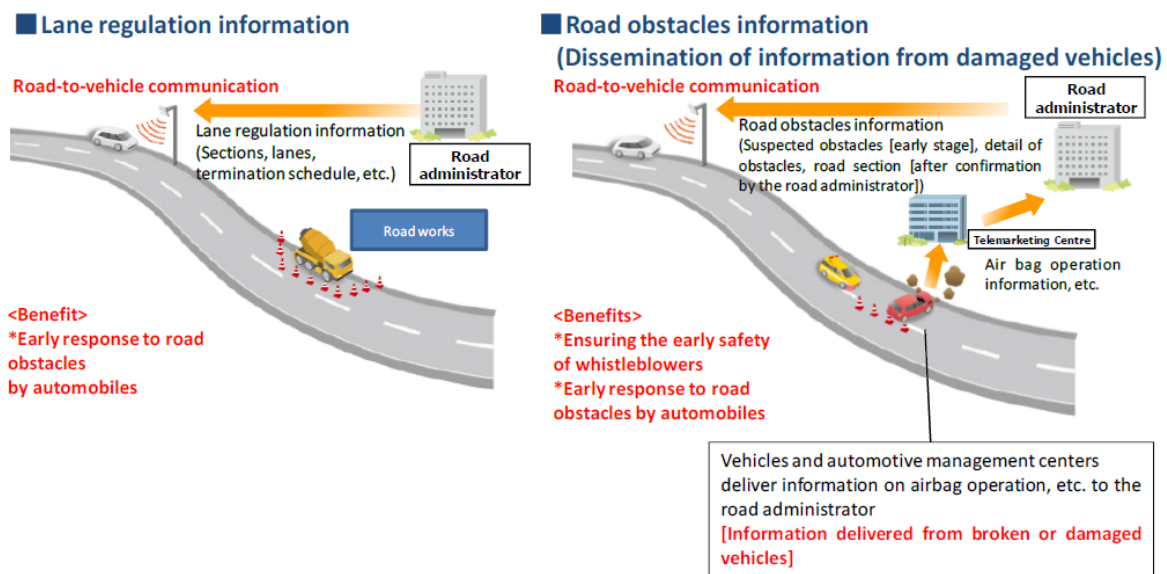 ■ Lane regulation information
Road-to-vehicle communication
Lane regulation information
(Sections, lanes,
termination schedule, etc.)
Road
administrator
Road works
<Benefit>
*Early response to road
obstacles
by automobiles
■ Road obstacles information
(Dissemination of information from damaged vehicles)
Road-to-vehicle communication
Road
administrator
Road obstacles information
(Suspected obstacles [early stage], detail of
obstacles, road section [after confirmation
by the road administrator])
Telemarketing Centre
Air bag operation
information, etc.
<Benefits>
*Ensuring the early safety
of whistleblowers
*Early response to road
obstacles by automobiles
Vehicles and automotive management centers
deliver information on airbag operation, etc. to the
road administrator
[Information delivered from broken or damaged
vehicles]